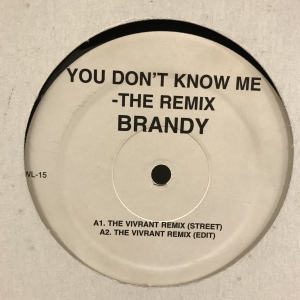 YOU DON'T KNOW ME
-THE REMIX
BRANDY
WL-15
A1. THE VIVRANT REMIX (STREET)
A2. THE VIVRANT REMIX (EDIT)